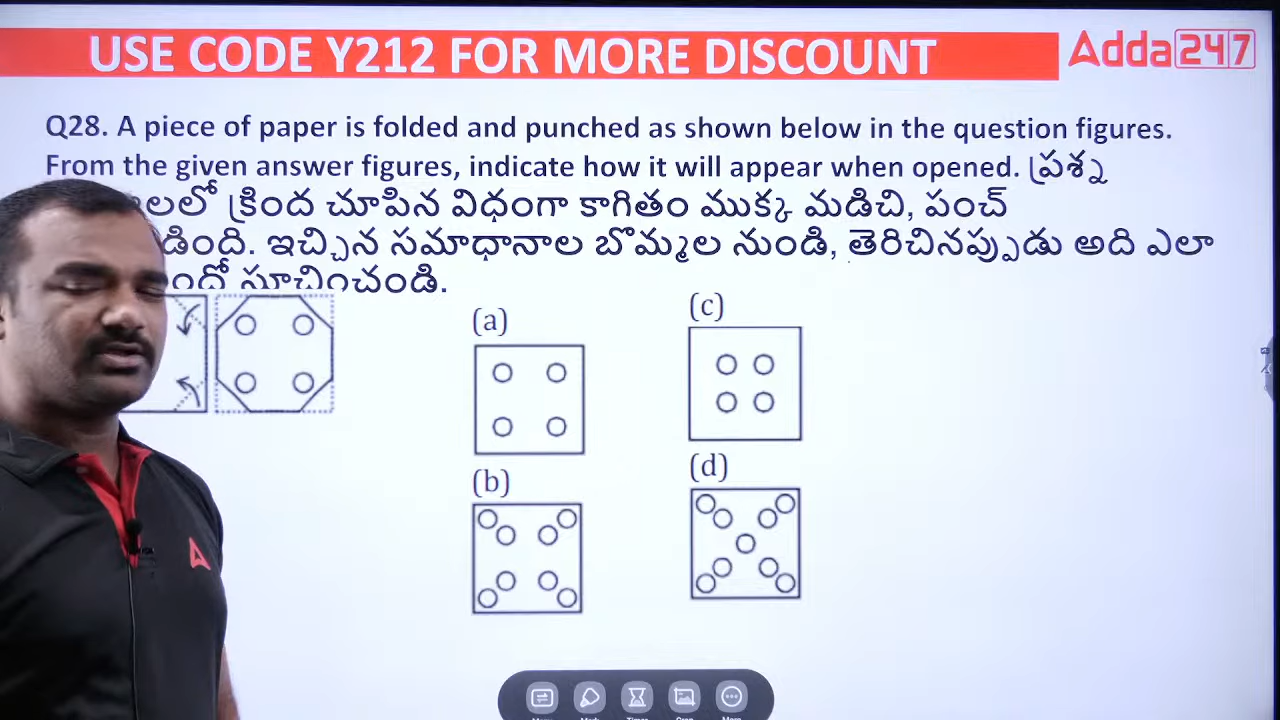 USE CODE Y212 FOR MORE DISCOUNT
Adda247
Q28. A piece of paper is folded and punched as shown below in the question figures.
From the given answer figures, indicate how it will appear when opened. ప్రశ్న
లలో క్రింద చూపిన విధంగా కాగితం ముక్క మడిచి, పంచ్
డింది. ఇచ్చిన సమాధానాల బొమ్మల నుండి, తెరిచినప్పుడు అది ఎలా
ందో సూచించండి.
(a)
(c)
(b)
(d)